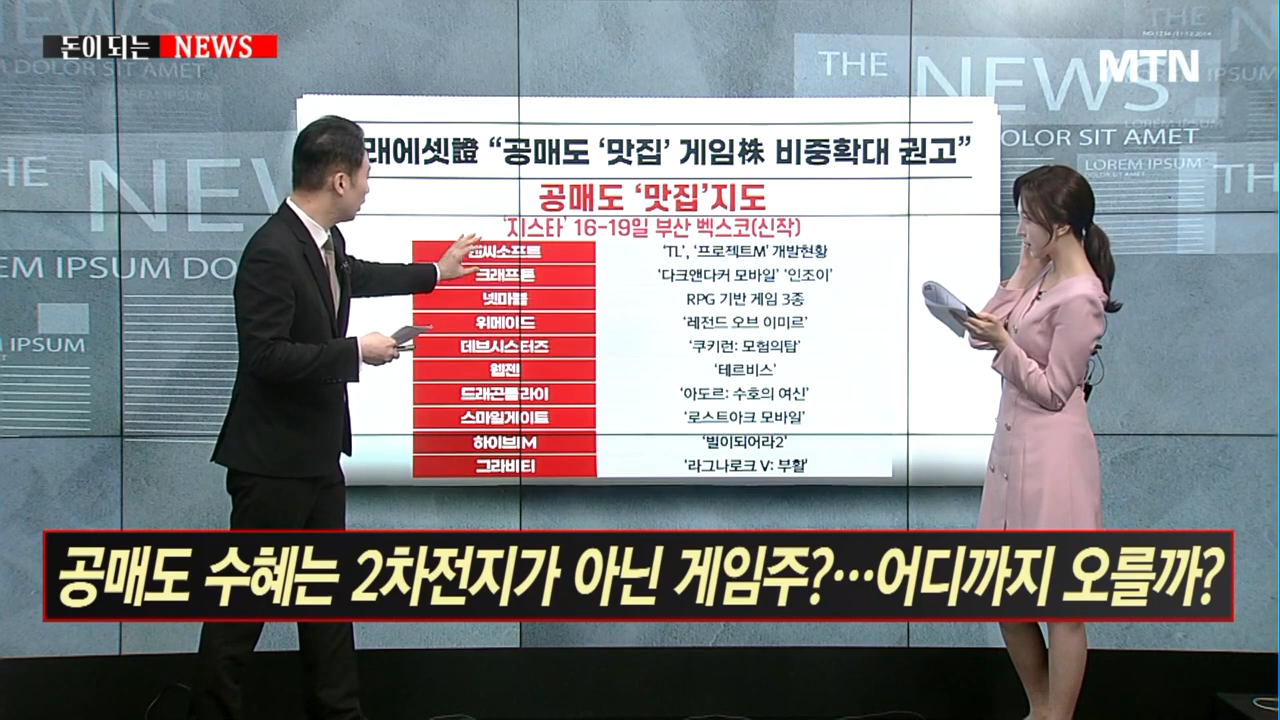 돈이 되는 NEWS
MTN
THE
NEWS
DOLOR SIT AMET
LOREM IPSUM
THE
LOREM IPSUM DO
IPSUM
래에셋證 “공매도 ‘맛집’ 게임株 비중확대 권고”
공매도 ‘맛집’지도
‘지스타’ 16-19일 부산 벡스코(신작)
엔씨소프트 ‘TL’, ‘프로젝트M’ 개발현황
크래프톤 ‘다크앤다커 모바일’ ‘인조이’
넷마블 RPG 기반 게임 3종
위메이드 ‘레전드 오브 이미르’
데브시스터즈 ‘쿠키런: 모험의탑’
웹젠 ‘테르비스’
드래곤플라이 ‘아도르: 수호의 여신’
스마일게이트 ‘로스트아크 모바일’
하이브IM ‘별이되어라2’
그라비티 ‘라그나로크 V: 부활’
공매도 수혜는 2차전지가 아닌 게임주?…어디까지 오를까?